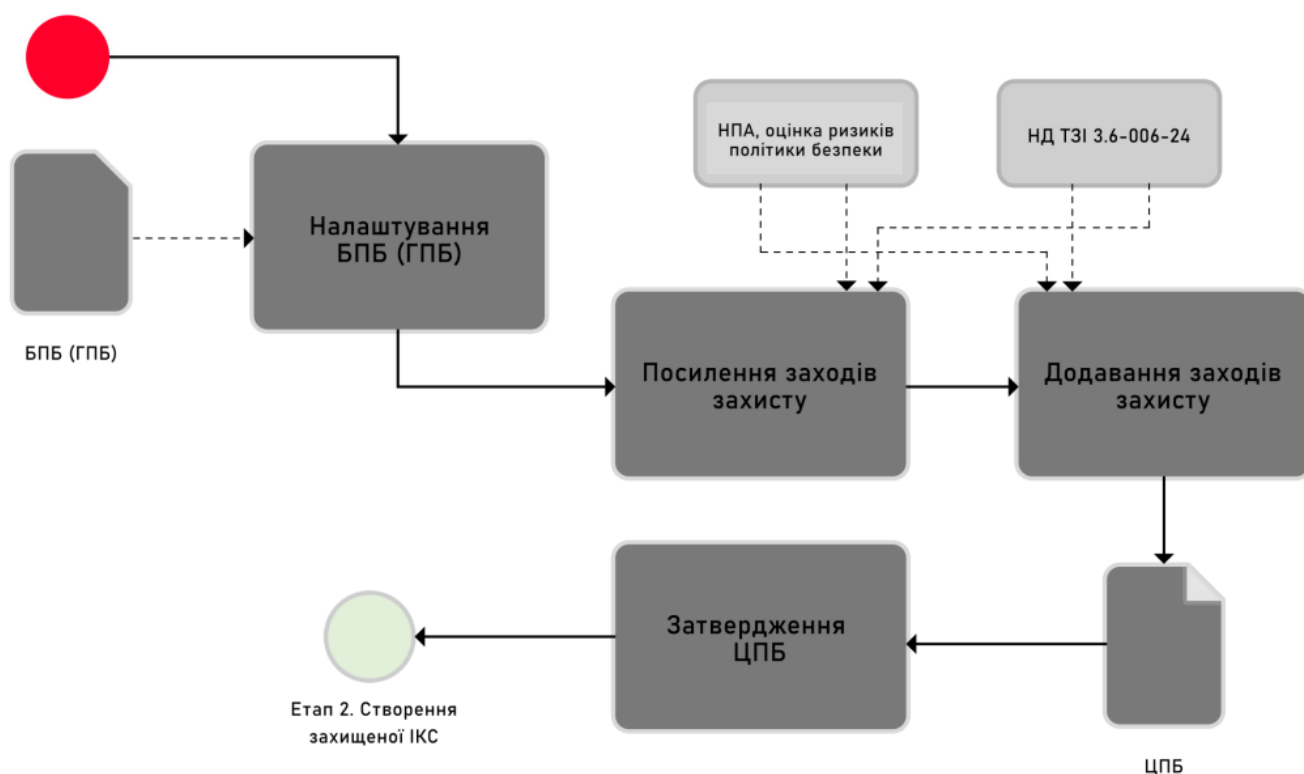 НПА, оцінка ризиків
політики безпеки
НД ТЗІ 3.6-006-24
Налаштування
БПБ (ГПБ)
БПБ (ГПБ)
Посилення заходів
захисту
Додавання заходів
захисту
Затвердження
ЦПБ
Етап 2. Створення
захищеної ІКС
ЦПБ